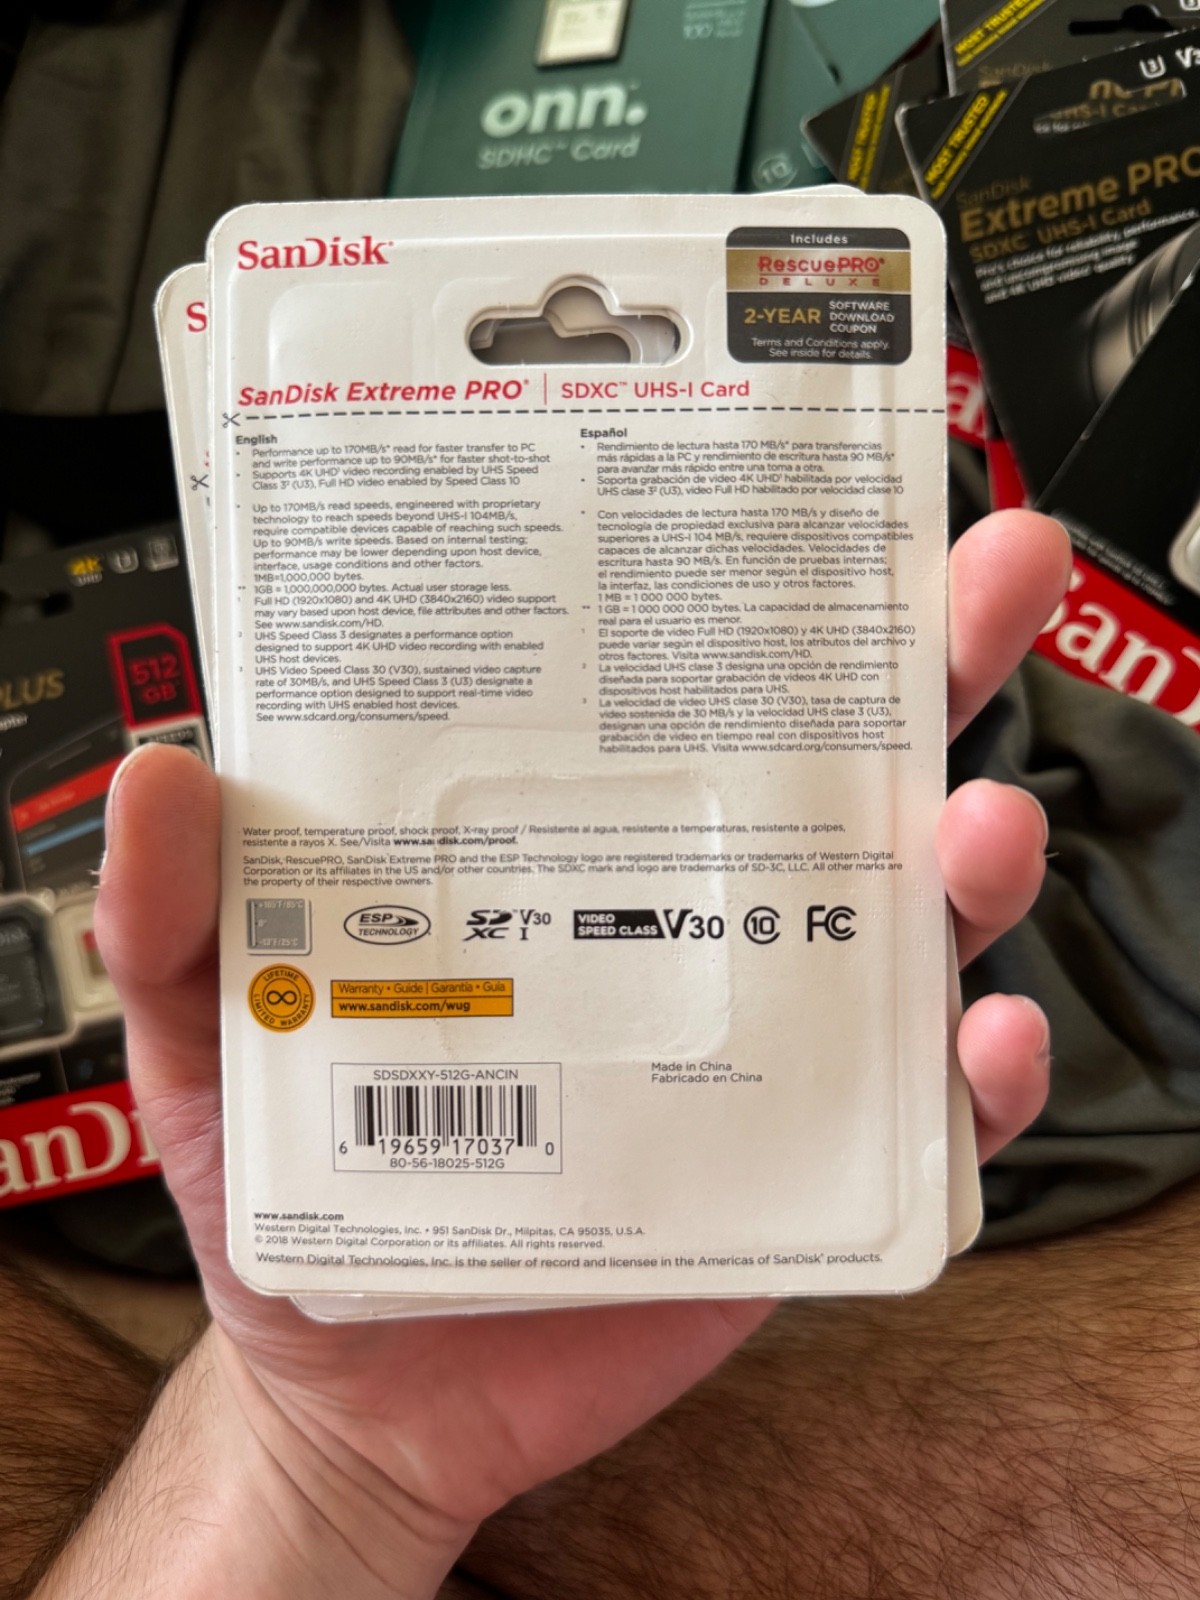 onn.
SDHC™ Card
MOST TRUSTED
SanDisk
Extreme PRO
SDXC™ UHS-I Card
Pro's choice for reliability, performance
and uncompromising image
and 4K UHD video quality
SanDisk®
Includes
RescuePRO®
DELUXE
2-YEAR SOFTWARE
DOWNLOAD
COUPON
Terms and Conditions apply.
See inside for details.
SanDisk Extreme PRO® | SDXC™ UHS-I Card
English
• Performance up to 170MB/s* read for faster transfer to PC
and write performance up to 90MB/s* for faster shot-to-shot
• Supports 4K UHD¹ video recording enabled by UHS Speed
Class 3² (U3), Full HD video enabled by Speed Class 10
* Up to 170MB/s read speeds, engineered with proprietary
technology to reach speeds beyond UHS-I 104MB/s,
require compatible devices capable of reaching such speeds.
Up to 90MB/s write speeds. Based on internal testing;
performance may be lower depending upon host device,
interface, usage conditions and other factors.
1MB=1,000,000 bytes.
** 1GB = 1,000,000,000 bytes. Actual user storage less.
¹ Full HD (1920x1080) and 4K UHD (3840x2160) video support
may vary based upon host device, file attributes and other factors.
See www.sandisk.com/HD.
² UHS Speed Class 3 designates a performance option
designed to support 4K UHD video recording with enabled
UHS host devices.
³ UHS Video Speed Class 30 (V30), sustained video capture
rate of 30MB/s, and UHS Speed Class 3 (U3) designate a
performance option designed to support real-time video
recording with UHS enabled host devices.
See www.sdcard.org/consumers/speed.
Español
• Rendimiento de lectura hasta 170 MB/s* para transferencias
más rápidas a la PC y rendimiento de escritura hasta 90 MB/s*
para avanzar más rápido entre una toma a otra.
• Soporta grabación de video 4K UHD¹ habilitada por velocidad
UHS clase 3² (U3), video Full HD habilitado por velocidad clase 10
* Con velocidades de lectura hasta 170 MB/s y diseño de
tecnología de propiedad exclusiva para alcanzar velocidades
superiores a UHS-I 104 MB/s, requiere dispositivos compatibles
capaces de alcanzar dichas velocidades. Velocidades de
escritura hasta 90 MB/s. En función de pruebas internas;
el rendimiento puede ser menor según el dispositivo host,
la interfaz, las condiciones de uso y otros factores.
1 MB = 1 000 000 bytes.
** 1 GB = 1 000 000 000 bytes. La capacidad de almacenamiento
real para el usuario es menor.
¹ El soporte de video Full HD (1920x1080) y 4K UHD (3840x2160)
puede variar según el dispositivo host, los atributos del archivo y
otros factores. Visita www.sandisk.com/HD.
² La velocidad UHS clase 3 designa una opción de rendimiento
diseñada para soportar grabación de videos 4K UHD con
dispositivos host habilitados para UHS.
³ La velocidad de video UHS clase 30 (V30), tasa de captura de
video sostenida de 30 MB/s y la velocidad UHS clase 3 (U3),
designan una opción de rendimiento diseñada para soportar
grabación de video en tiempo real con dispositivos host
habilitados para UHS. Visita www.sdcard.org/consumers/speed.
Water proof, temperature proof, shock proof, X-ray proof / Resistente al agua, resistente a temperaturas, resistente a golpes,
resistente a rayos X. See/Visita www.sandisk.com/proof.
SanDisk, RescuePRO, SanDisk Extreme PRO and the ESP Technology logo are registered trademarks or trademarks of Western Digital
Corporation or its affiliates in the US and/or other countries. The SDXC mark and logo are trademarks of SD-3C, LLC. All other marks are
the property of their respective owners.
ESP
TECHNOLOGY
SD XC™ V30 I
VIDEO SPEED CLASS V30
10
FC
LIFETIME LIMITED WARRANTY
Warranty • Guide | Garantía • Guía
www.sandisk.com/wug
SDSDXXY-512G-ANCIN
6 19659 17037 0
80-56-18025-512G
Made in China
Fabricado en China
www.sandisk.com
Western Digital Technologies, Inc. • 951 SanDisk Dr., Milpitas, CA 95035, U.S.A.
© 2018 Western Digital Corporation or its affiliates. All rights reserved.
Western Digital Technologies, Inc. is the seller of record and licensee in the Americas of SanDisk® products.
PLUS
512
GB